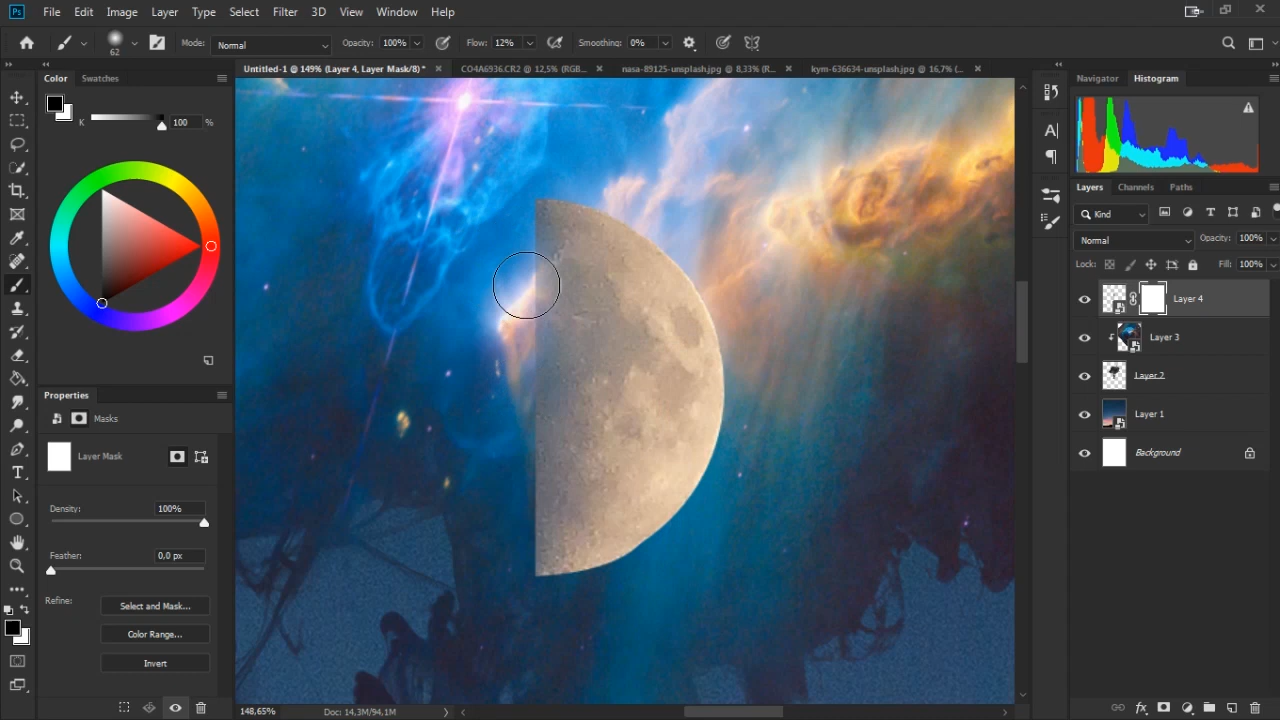 Ps File Edit Image Layer Type Select Filter 3D View Window Help
62 Mode: Normal Opacity: 100% Flow: 12% Smoothing: 0%
Untitled-1 @ 149% (Layer 4, Layer Mask/8) * CO4A6936.CR2 @ 12,5% (RGB... nasa-89125-unsplash.jpg @ 8,33% (R... kym-636634-unsplash.jpg @ 16,7% (...
Color Swatches
K 100 %
Properties
Masks
Layer Mask
Density: 100%
Feather: 0,0 px
Refine: Select and Mask...
Color Range...
Invert
148,65% Doc: 14,3M/94,1M
Navigator Histogram
Layers Channels Paths
Kind
Normal Opacity: 100%
Lock: Fill: 100%
Layer 4
Layer 3
Layer 2
Layer 1
Background